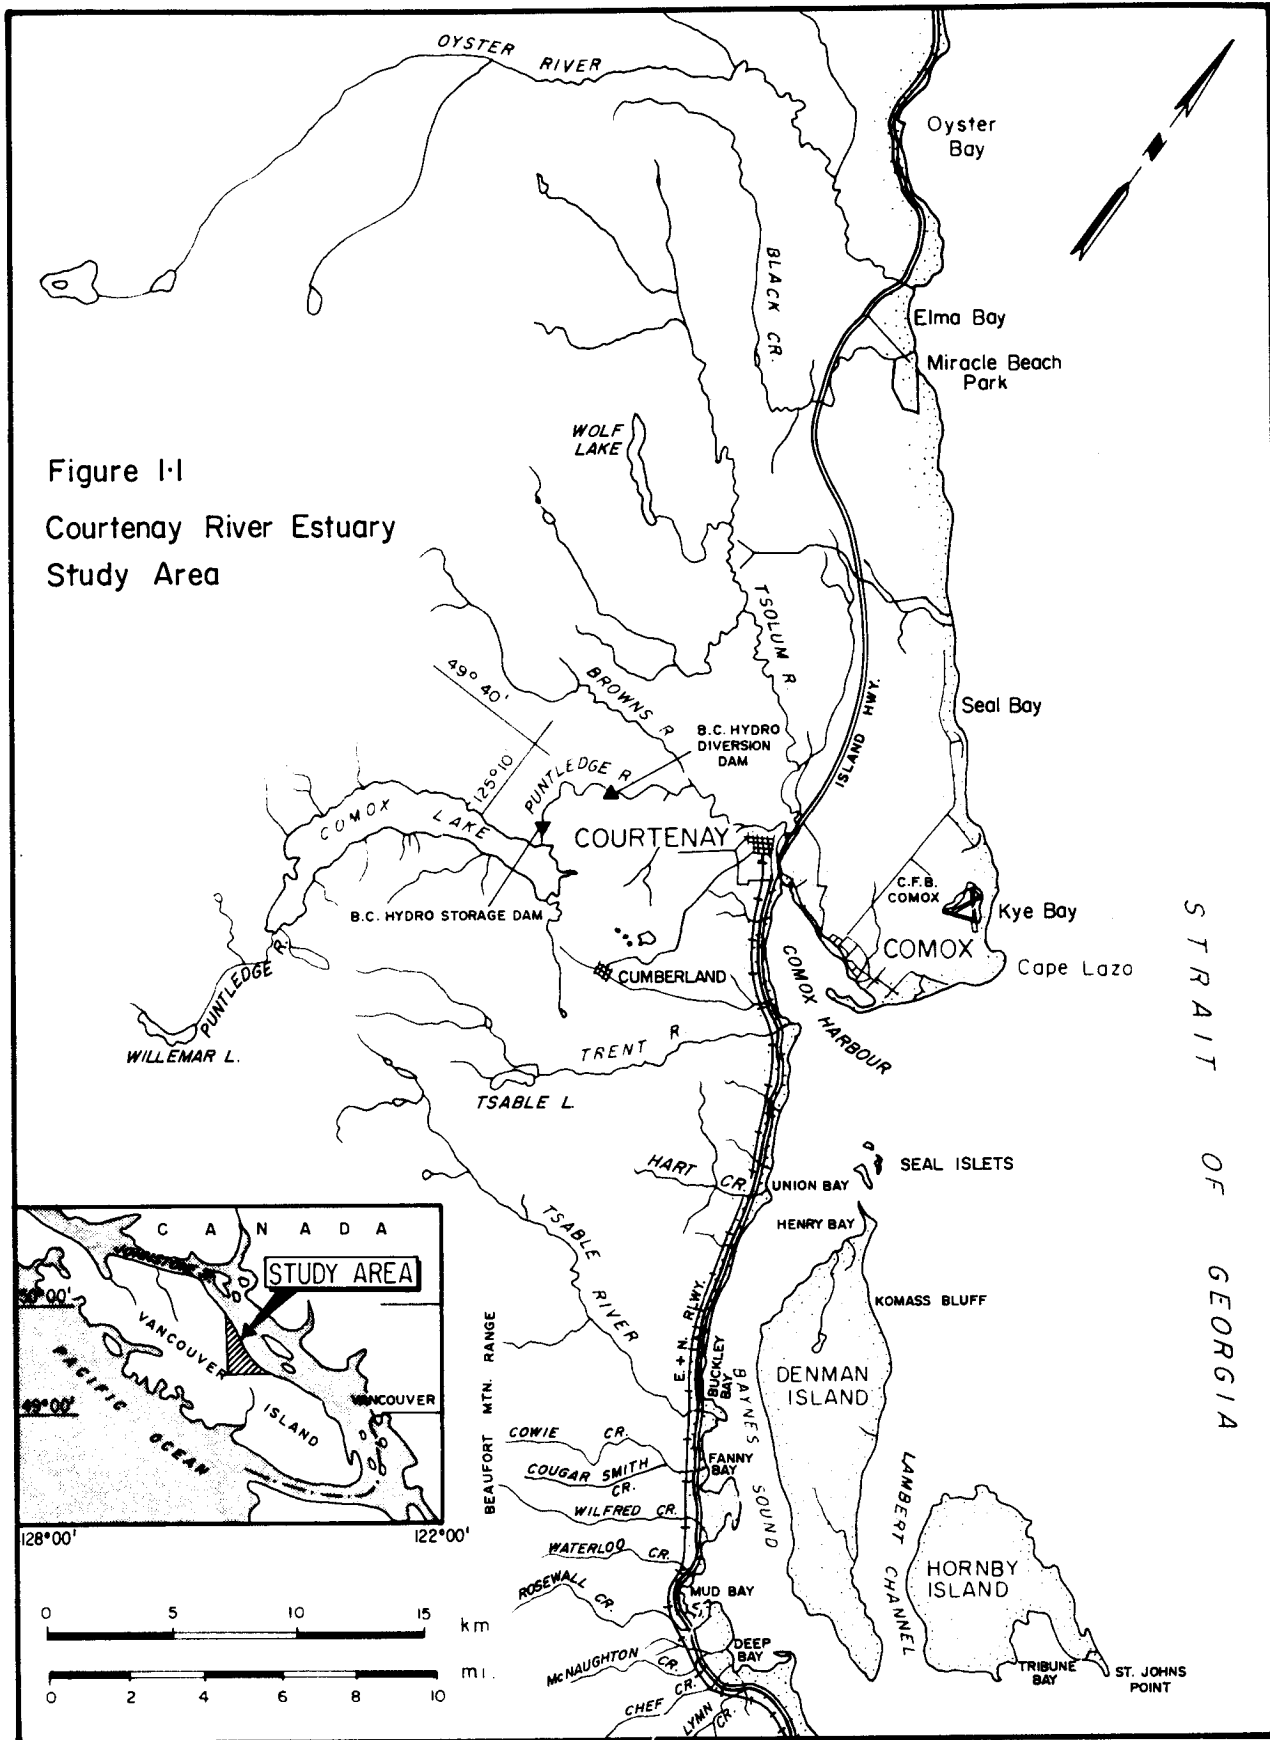 OYSTER RIVER
Oyster
Bay
BLACK CR.
Elma Bay
Miracle Beach
Park
WOLF
LAKE
Figure 1·1
Courtenay River Estuary
Study Area
TSOLUM R
49° 40'
BROWNS R
Seal Bay
ISLAND HWY.
B.C. HYDRO
DIVERSION
DAM
125°10'
PUNTLEDGE R
COMOX LAKE
COURTENAY
C.F.B.
COMOX
Kye Bay
B.C. HYDRO STORAGE DAM
COMOX
Cape Lazo
PUNTLEDGE R.
CUMBERLAND
COMOX HARBOUR
WILLEMAR L.
TRENT R
TSABLE L.
STRAIT OF GEORGIA
HART CR.
UNION BAY
SEAL ISLETS
HENRY BAY
TSABLE RIVER
KOMASS BLUFF
CANADA
JOHNSTONE STR.
STUDY AREA
50°00'
VANCOUVER
ISLAND
PACIFIC
OCEAN
VANCOUVER
49°00'
128°00'
122°00'
BEAUFORT MTN. RANGE
E + N. RLWY.
BUCKLEY
BAY
BAYNES SOUND
DENMAN
ISLAND
COWIE CR.
COUGAR SMITH
CR.
FANNY
BAY
WILFRED CR.
LAMBERT CHANNEL
WATERLOO CR.
HORNBY
ISLAND
ROSEWALL CR.
MUD BAY
DEEP
BAY
McNAUGHTON CR.
TRIBUNE
BAY
ST. JOHNS
POINT
CHEF CR.
LYMN CR.
0 5 10 15 km
mi.
0 2 4 6 8 10